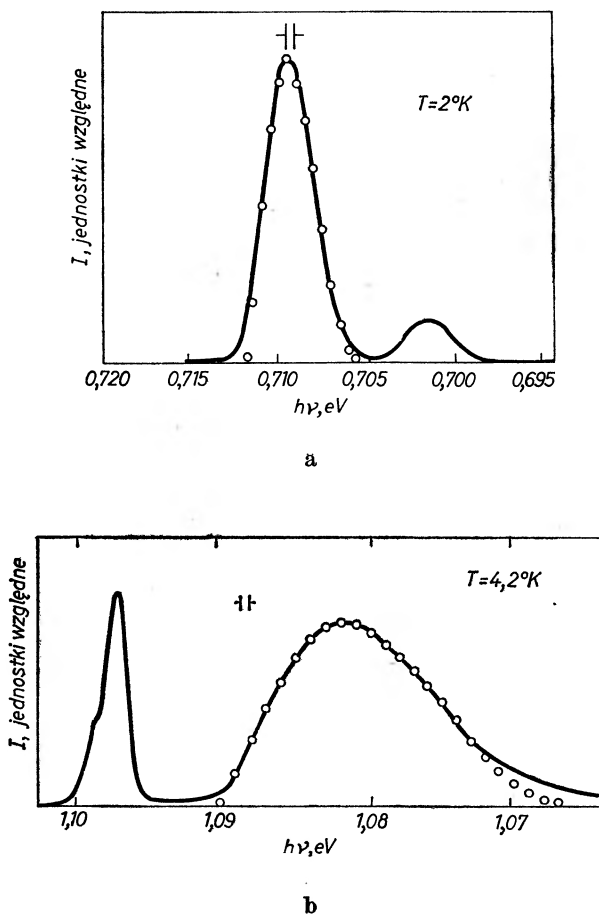 I, jednostki względne
T=2°K
0,720 0,715 0,710 0,705 0,700 0,695
hν, eV
a
I, jednostki względne
T=4,2°K
1,10 1,09 1,08 1,07
hν, eV
b